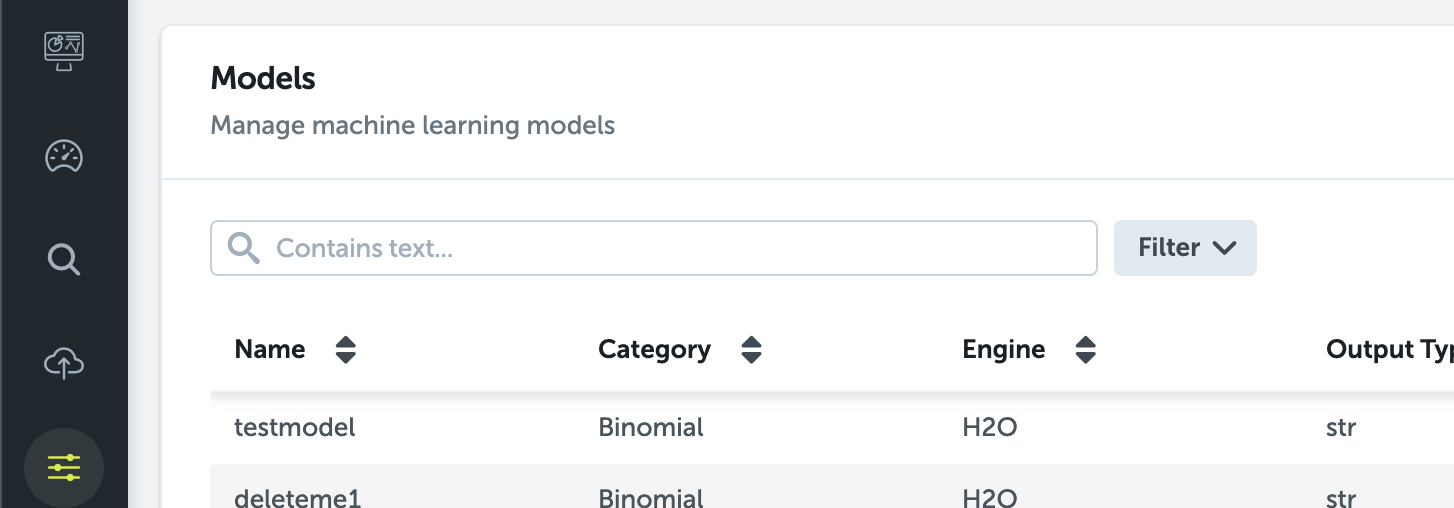 Models
Manage machine learning models
Contains text...
Filter
Name Category Engine Output Typ
testmodel Binomial H2O str
deleteme1 Binomial H2O str